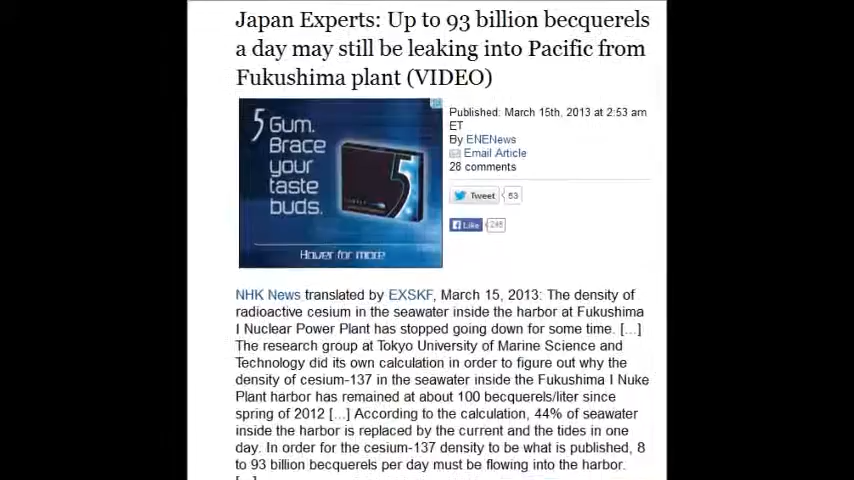 Japan Experts: Up to 93 billion becquerels
a day may still be leaking into Pacific from
Fukushima plant (VIDEO)
5 Gum.
Brace
your
taste
buds.
5
Hover for more
Published: March 15th, 2013 at 2:53 am
ET
By ENENews
Email Article
28 comments
Tweet 53
Like
NHK News translated by EXSKF, March 15, 2013: The density of
radioactive cesium in the seawater inside the harbor at Fukushima
I Nuclear Power Plant has stopped going down for some time. [...]
The research group at Tokyo University of Marine Science and
Technology did its own calculation in order to figure out why the
density of cesium-137 in the seawater inside the Fukushima I Nuke
Plant harbor has remained at about 100 becquerels/liter since
spring of 2012 [...] According to the calculation, 44% of seawater
inside the harbor is replaced by the current and the tides in one
day. In order for the cesium-137 density to be what is published, 8
to 93 billion becquerels per day must be flowing into the harbor.
[...]